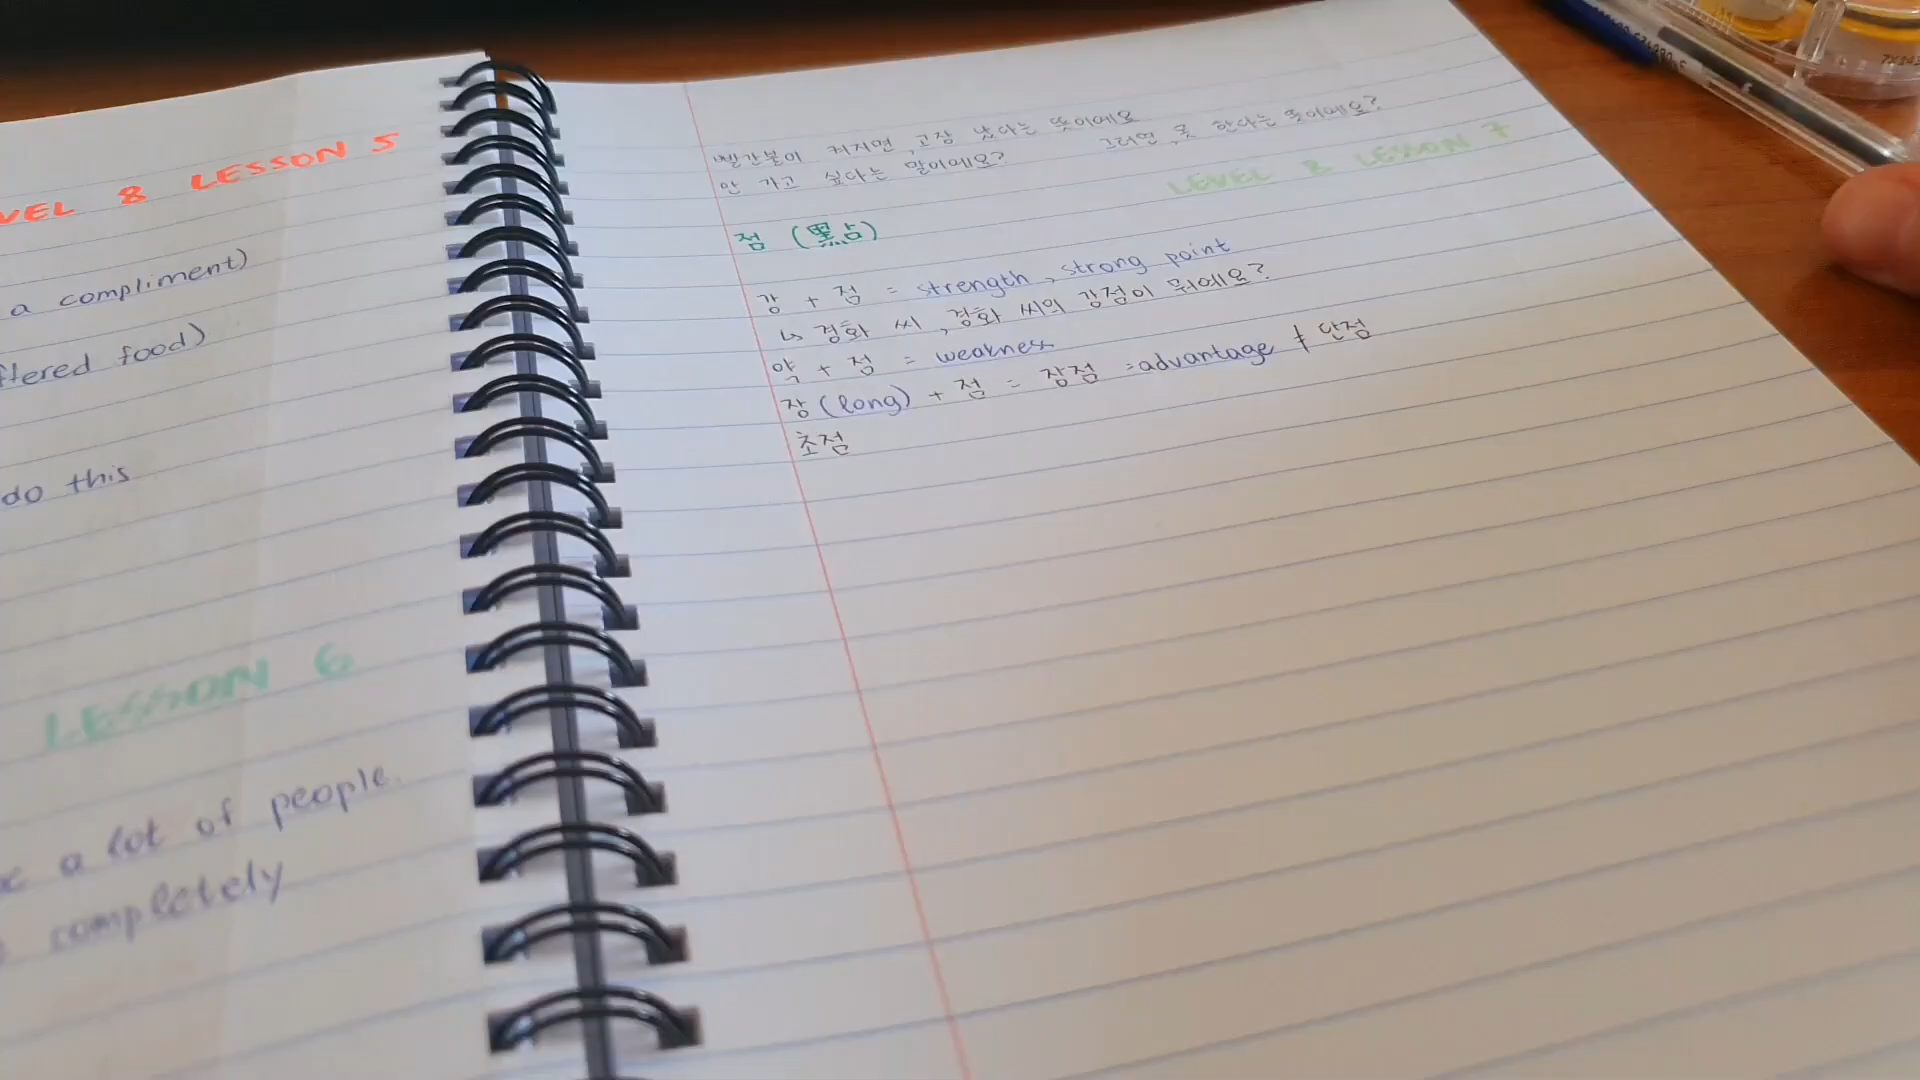 VEL 8 LESSON 5
a compliment)
ffered food)
do this
LESSON 6
a lot of people.
completely
빨간불이 켜지면, 고장 났다는 뜻이에요
안 가고 싶다는 말이에요? 그러면, 못 한다는 뜻이에요?
LEVEL 8 LESSON 7
점 (點)
강 + 점 = strength, strong point
↳ 경화 씨, 경화 씨의 강점이 뭐예요?
약 + 점 = weakness
장 (long) + 점 = 장점 = advantage ≠ 단점
초점